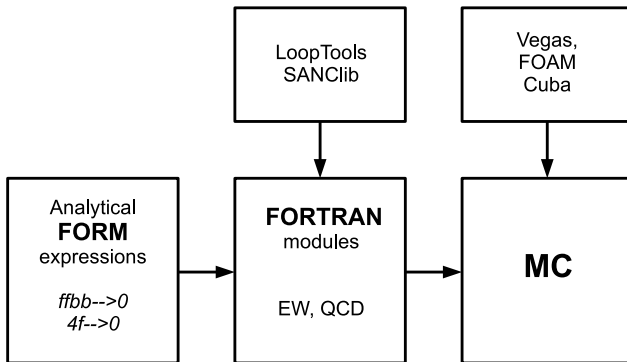 LoopTools
SANClib
Vegas,
FOAM
Cuba
Analytical
FORM
expressions
ffbb-->0
4f-->0
FORTRAN
modules
EW, QCD
MC